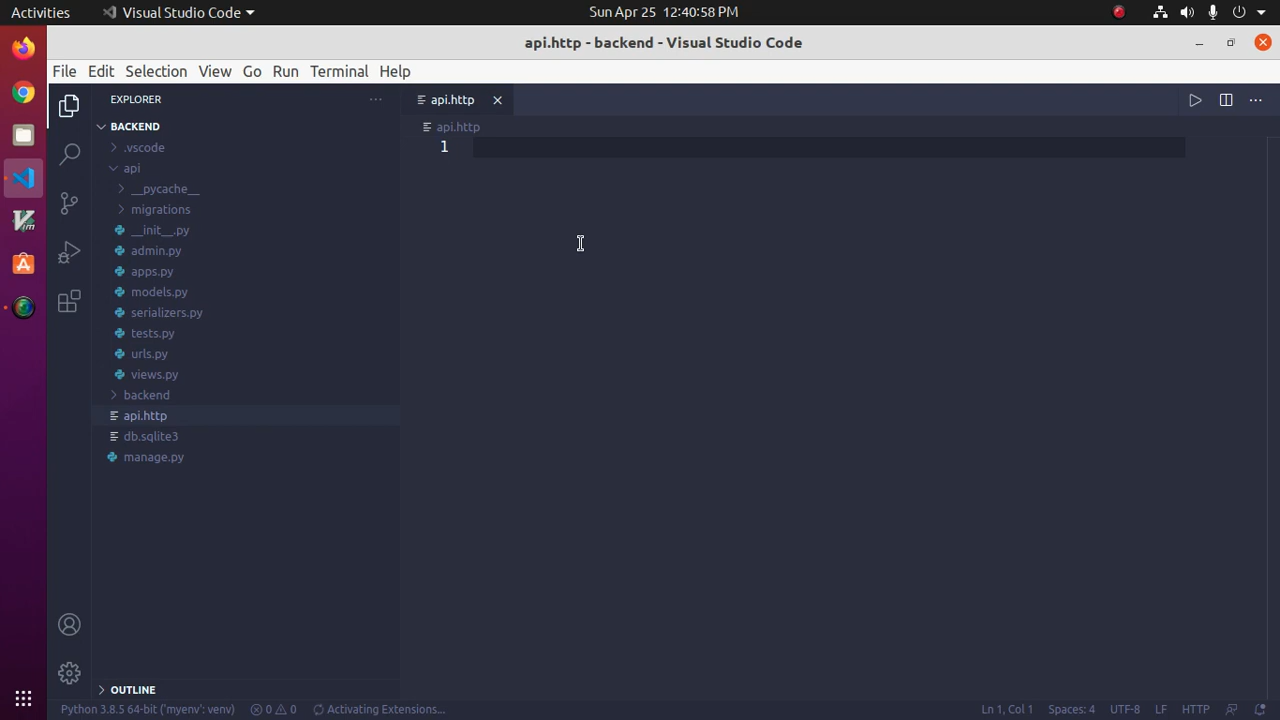 Activities
Visual Studio Code
Sun Apr 25 12:40:58 PM
api.http - backend - Visual Studio Code
File Edit Selection View Go Run Terminal Help
EXPLORER
api.http
BACKEND
api.http
1
.vscode
api
__pycache__
migrations
__init__.py
admin.py
apps.py
models.py
serializers.py
tests.py
urls.py
views.py
backend
api.http
db.sqlite3
manage.py
OUTLINE
Python 3.8.5 64-bit ('myenv': venv) 0 0 Activating Extensions... Ln 1, Col 1 Spaces: 4 UTF-8 LF HTTP